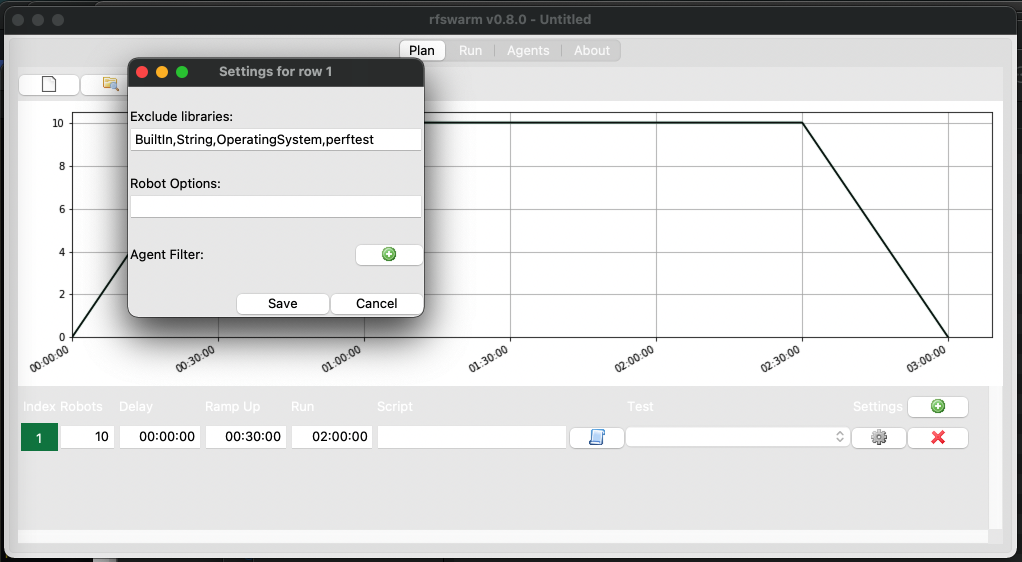 rfswarm v0.8.0 - Untitled
Plan Run Agents About
Settings for row 1
Exclude libraries:
BuiltIn,String,OperatingSystem,perftest
Robot Options:
Agent Filter:
Save Cancel
10
8
6
4
2
0
00:00:00 00:30:00 01:00:00 01:30:00 02:00:00 02:30:00 03:00:00
Index Robots Delay Ramp Up Run Script Test Settings
1 10 00:00:00 00:30:00 02:00:00